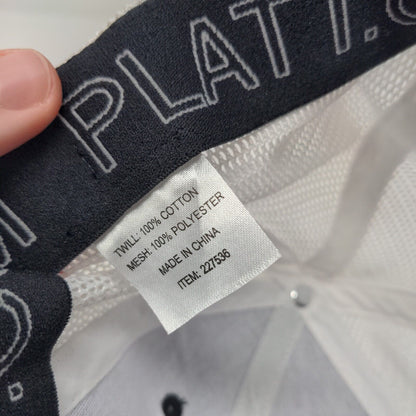 PLATT.
TWILL: 100% COTTON
MESH: 100% POLYESTER
MADE IN CHINA
ITEM: 227536